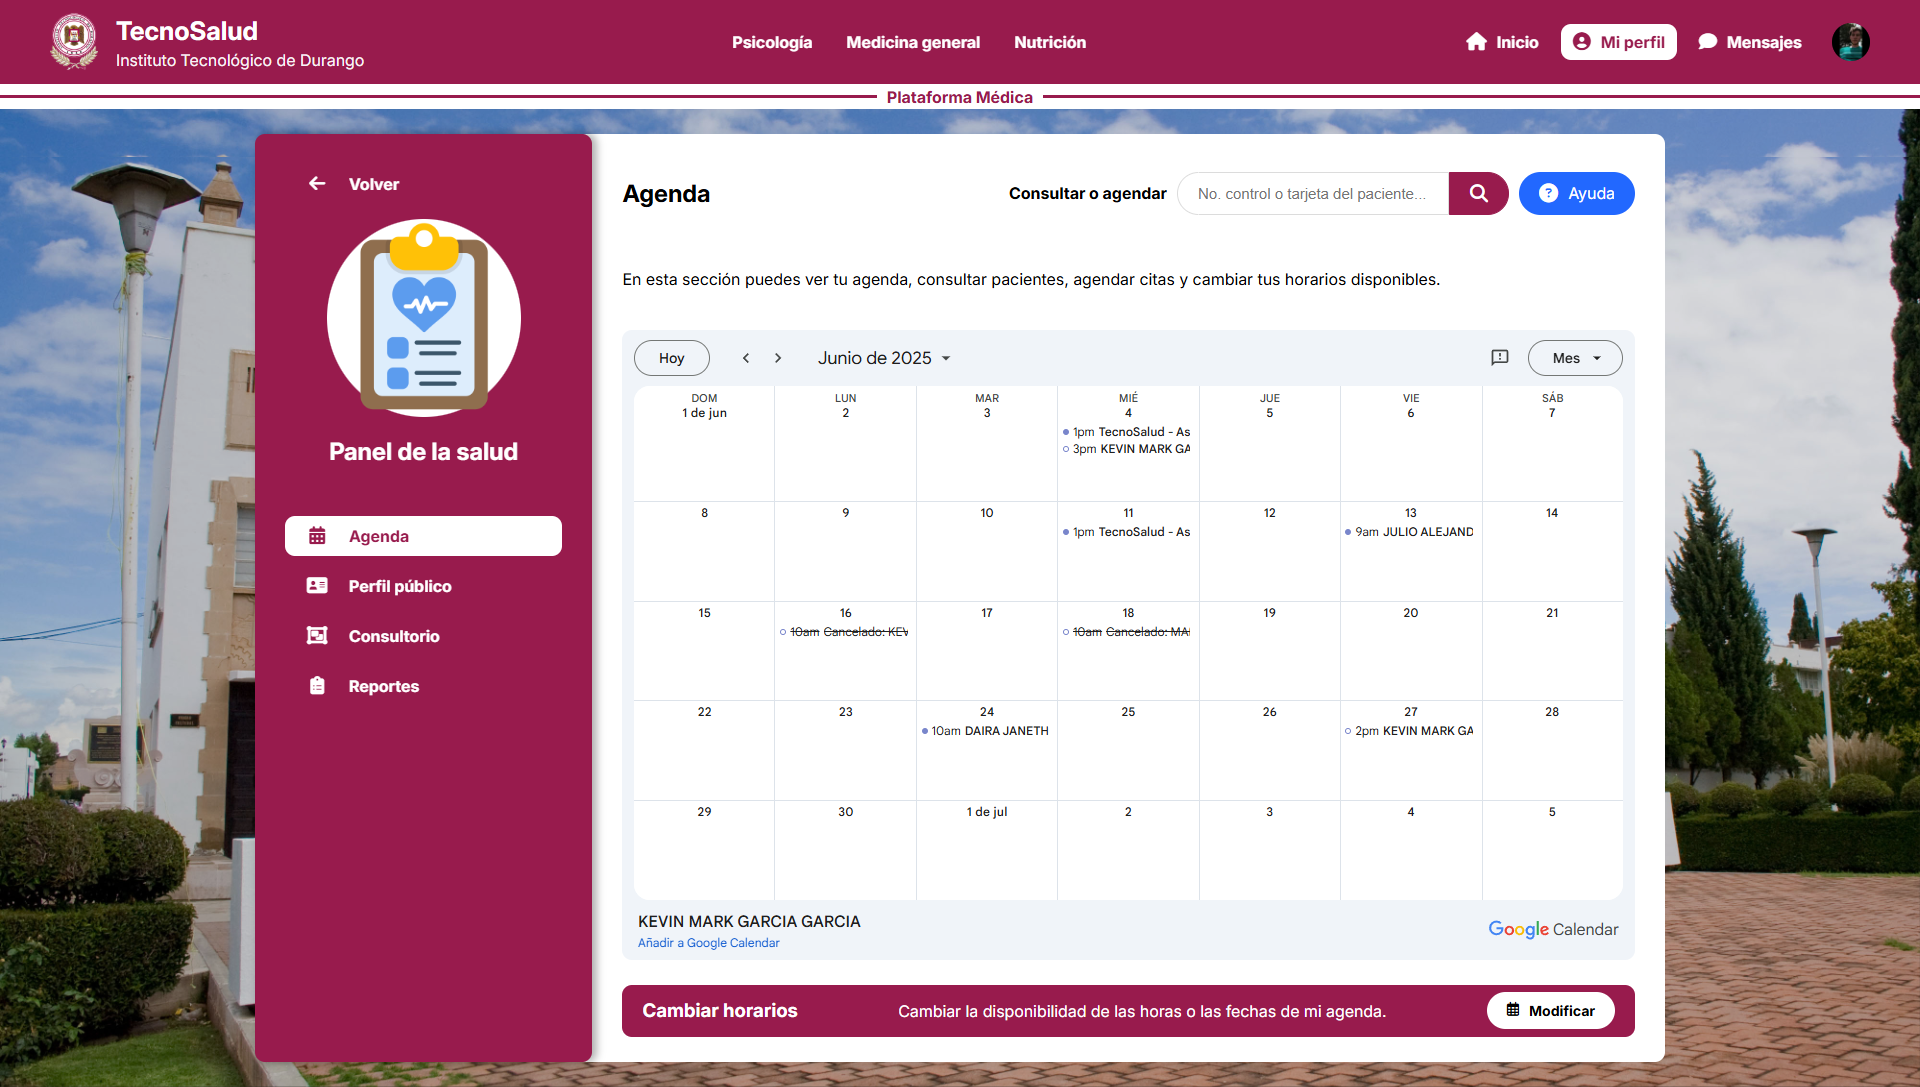 TecnoSalud
Instituto Tecnológico de Durango
Psicología
Medicina general
Nutrición
Inicio
Mi perfil
Mensajes
Plataforma Médica
Volver
Panel de la salud
Agenda
Perfil público
Consultorio
Reportes
Agenda
Consultar o agendar
No. control o tarjeta del paciente...
Ayuda
En esta sección puedes ver tu agenda, consultar pacientes, agendar citas y cambiar tus horarios disponibles.
Hoy
Junio de 2025
Mes
DOM LUN MAR MIÉ JUE VIE SÁB
1 de jun 2 3 4 5 6 7
1pm TecnoSalud - As
3pm KEVIN MARK GA
8 9 10 11 12 13 14
1pm TecnoSalud - As
9am JULIO ALEJAND
15 16 17 18 19 20 21
10am Cancelado: KEV
10am Cancelado: MA
22 23 24 25 26 27 28
10am DAIRA JANETH
2pm KEVIN MARK GA
29 30 1 de jul 2 3 4 5
KEVIN MARK GARCIA GARCIA
Añadir a Google Calendar
Google Calendar
Cambiar horarios
Cambiar la disponibilidad de las horas o las fechas de mi agenda.
Modificar